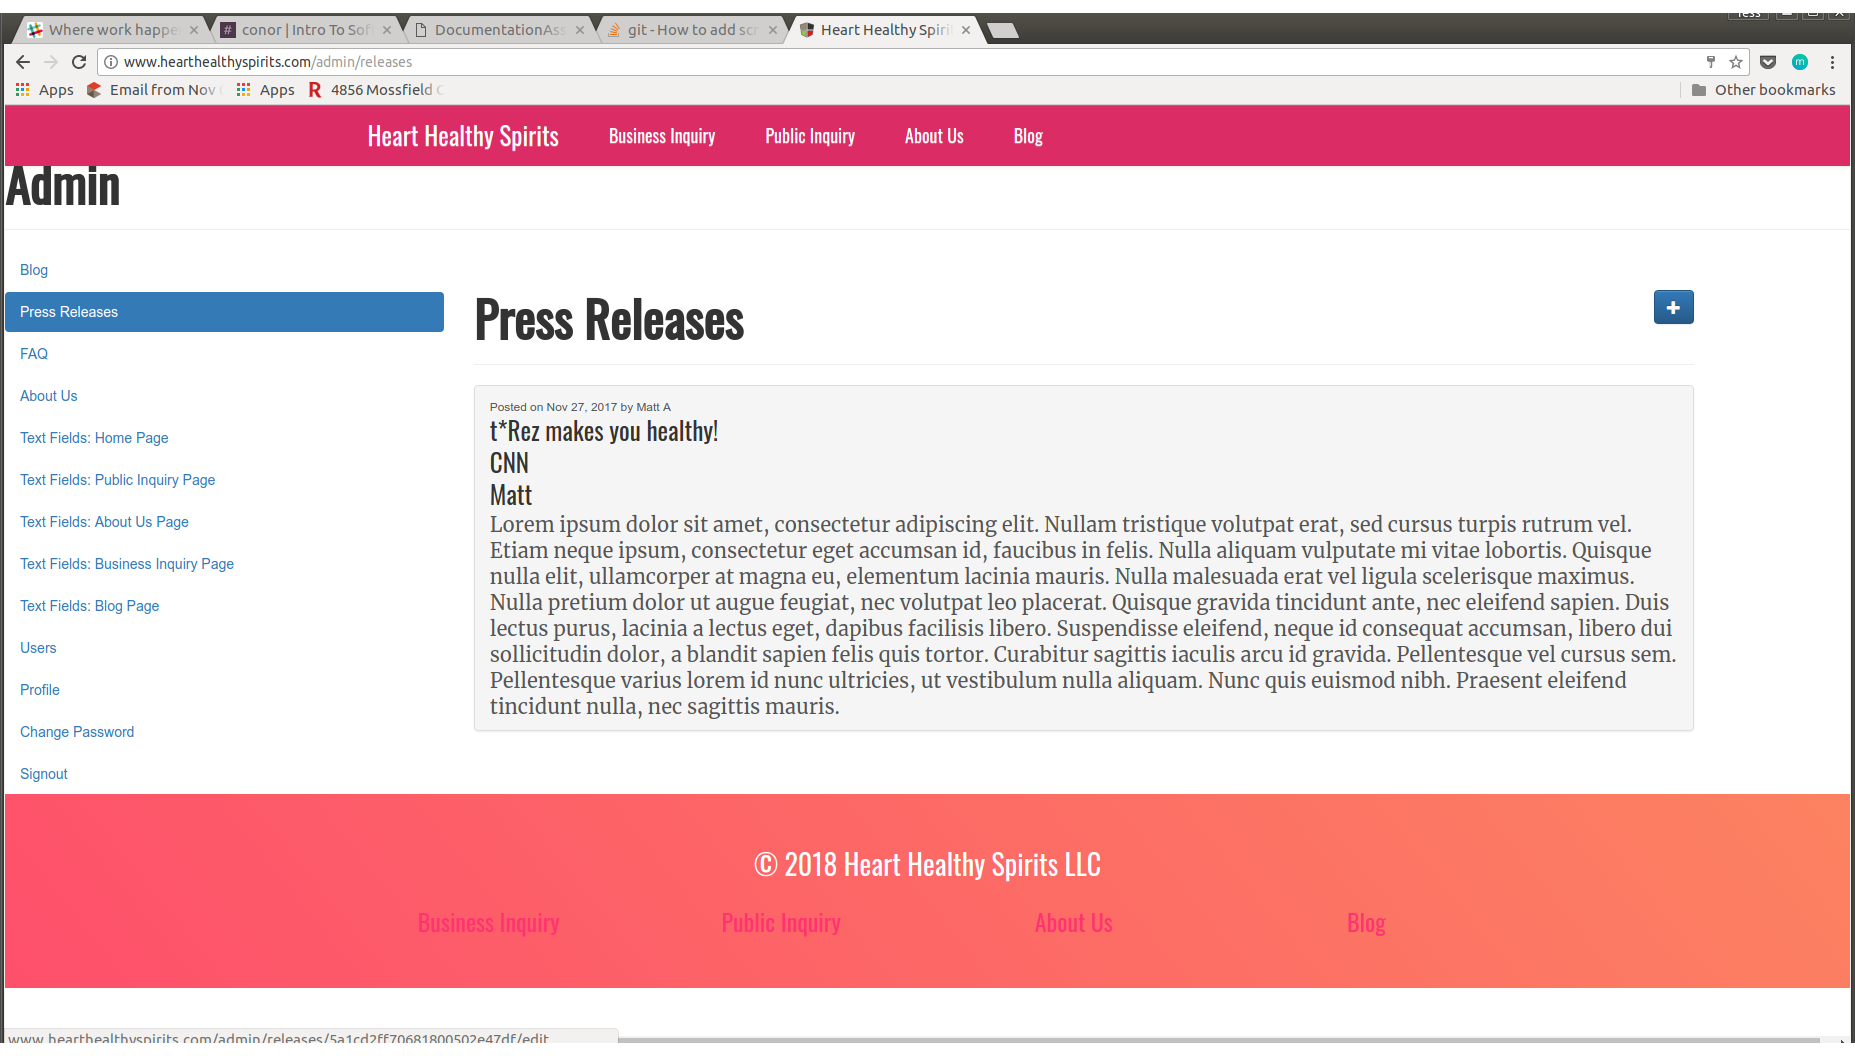 Tess
Where work happe
# conor | Intro To Sof
DocumentationAss
git - How to add sc
Heart Healthy Spiri
www.hearthealthyspirits.com/admin/releases
Apps
Email from Nov
Apps
R 4856 Mossfield C
Other bookmarks
Heart Healthy Spirits
Business Inquiry
Public Inquiry
About Us
Blog
Admin
Blog
Press Releases
FAQ
About Us
Text Fields: Home Page
Text Fields: Public Inquiry Page
Text Fields: About Us Page
Text Fields: Business Inquiry Page
Text Fields: Blog Page
Users
Profile
Change Password
Signout
Press Releases
Posted on Nov 27, 2017 by Matt A
t*Rez makes you healthy!
CNN
Matt
Lorem ipsum dolor sit amet, consectetur adipiscing elit. Nullam tristique volutpat erat, sed cursus turpis rutrum vel.
Etiam neque ipsum, consectetur eget accumsan id, faucibus in felis. Nulla aliquam vulputate mi vitae lobortis. Quisque
nulla elit, ullamcorper at magna eu, elementum lacinia mauris. Nulla malesuada erat vel ligula scelerisque maximus.
Nulla pretium dolor ut augue feugiat, nec volutpat leo placerat. Quisque gravida tincidunt ante, nec eleifend sapien. Duis
lectus purus, lacinia a lectus eget, dapibus facilisis libero. Suspendisse eleifend, neque id consequat accumsan, libero dui
sollicitudin dolor, a blandit sapien felis quis tortor. Curabitur sagittis iaculis arcu id gravida. Pellentesque vel cursus sem.
Pellentesque varius lorem id nunc ultricies, ut vestibulum nulla aliquam. Nunc quis euismod nibh. Praesent eleifend
tincidunt nulla, nec sagittis mauris.
© 2018 Heart Healthy Spirits LLC
Business Inquiry
Public Inquiry
About Us
Blog
www.hearthealthyspirits.com/admin/releases/5a1cd2ff70681800502e47df/edit